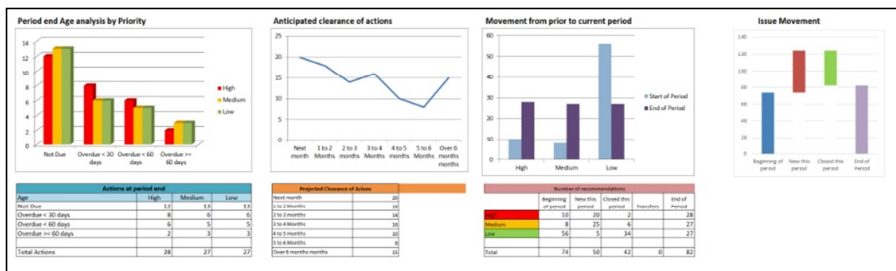 Period end Age analysis by Priority
14
12
10
8
6
4
2
0
Not Due
Overdue < 30 days
Overdue < 60 days
Overdue >= 60 days
High
Medium
Low
Anticipated clearance of actions
25
20
15
10
5
0
Next month
1 to 2 Months
2 to 3 months
3 to 4 Months
4 to 5 months
5 to 6 Months
Over 6 months months
Movement from prior to current period
60
50
40
30
20
10
0
High
Medium
Low
Start of Period
End of Period
Issue Movement
140
120
100
80
60
40
20
0
Beginning of period
New this period
Closed this period
End of Period
Actions at period end
Age High Medium Low
Not Due 12 13 13
Overdue < 30 days 8 6 6
Overdue < 60 days 6 5 5
Overdue >= 60 days 2 3 3
Total Actions 28 27 27
Projected Clearance of Actions
Next month 20
1 to 2 Months 18
2 to 3 months 14
3 to 4 Months 16
4 to 5 months 10
5 to 6 Months 8
Over 6 months months 15
Number of recommendations
Beginning of period New this period Closed this period Transfers End of Period
High 10 20 2 28
Medium 8 25 6 27
Low 56 5 34 27
Total 74 50 42 0 82